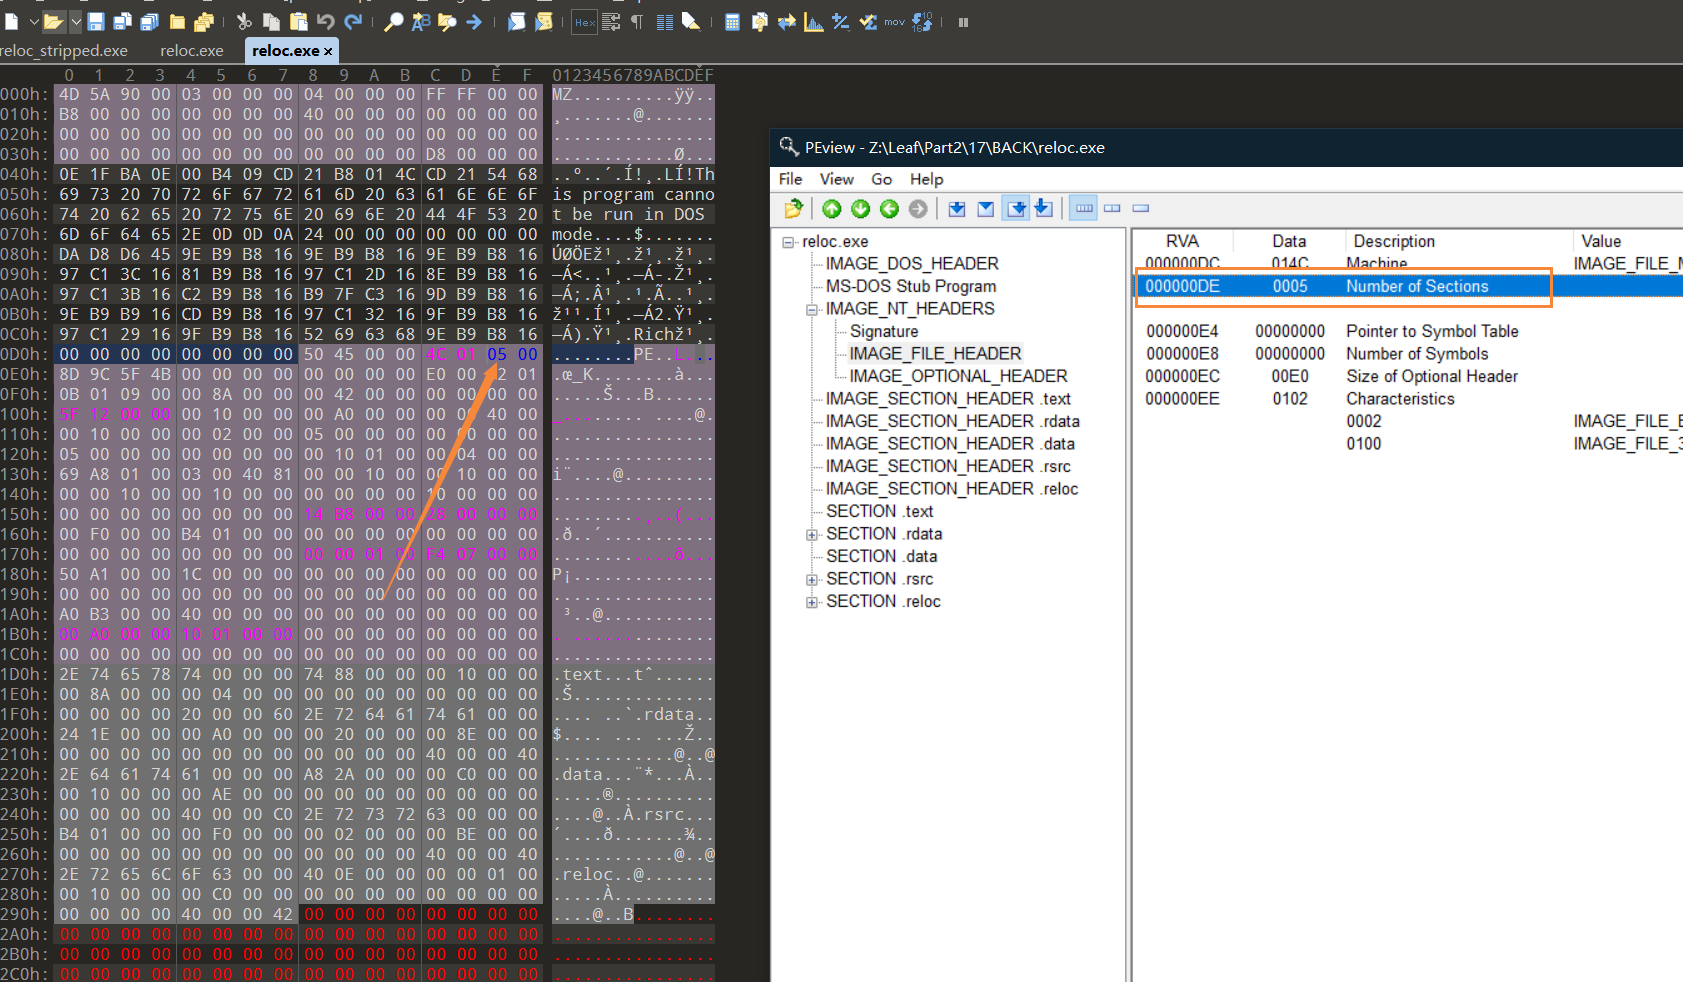 Hex mov
reloc_stripped.exe reloc.exe reloc.exe ×
0 1 2 3 4 5 6 7 8 9 A B C D E F 0123456789ABCDEF
000h: 4D 5A 90 00 03 00 00 00 04 00 00 00 FF FF 00 00 MZ..........ÿÿ..
010h: B8 00 00 00 00 00 00 00 40 00 00 00 00 00 00 00 ¸.......@.......
020h: 00 00 00 00 00 00 00 00 00 00 00 00 00 00 00 00 ................
030h: 00 00 00 00 00 00 00 00 00 00 00 00 D8 00 00 00 ............Ø...
040h: 0E 1F BA 0E 00 B4 09 CD 21 B8 01 4C CD 21 54 68 ..º..´.Í!¸.LÍ!Th
050h: 69 73 20 70 72 6F 67 72 61 6D 20 63 61 6E 6E 6F is program canno
060h: 74 20 62 65 20 72 75 6E 20 69 6E 20 44 4F 53 20 t be run in DOS
070h: 6D 6F 64 65 2E 0D 0D 0A 24 00 00 00 00 00 00 00 mode....$.......
080h: DA D8 D6 45 9E B9 B8 16 9E B9 B8 16 9E B9 B8 16 ÚØÖEž¹¸.ž¹¸.ž¹¸.
090h: 97 C1 3C 16 81 B9 B8 16 97 C1 2D 16 8E B9 B8 16 —Á<..¹¸.—Á-.Ž¹¸.
0A0h: 97 C1 3B 16 C2 B9 B8 16 B9 7F C3 16 9D B9 B8 16 —Á;.Â¹¸.¹.Ã..¹¸.
0B0h: 9E B9 B9 16 CD B9 B8 16 97 C1 32 16 9F B9 B8 16 ž¹¹.Í¹¸.—Á2.Ÿ¹¸.
0C0h: 97 C1 29 16 9F B9 B8 16 52 69 63 68 9E B9 B8 16 —Á).Ÿ¹¸.Richž¹¸.
0D0h: 00 00 00 00 00 00 00 00 50 45 00 00 4C 01 05 00 ........PE..L...
0E0h: 8D 9C 5F 4B 00 00 00 00 00 00 00 00 E0 00 02 01 .œ_K........à...
0F0h: 0B 01 09 00 00 8A 00 00 00 42 00 00 00 00 00 00 .....Š...B......
100h: 5F 12 00 00 00 10 00 00 00 A0 00 00 00 00 40 00 _... ........@.
110h: 00 10 00 00 00 02 00 00 05 00 00 00 00 00 00 00 ................
120h: 05 00 00 00 00 00 00 00 00 10 01 00 00 04 00 00 ................
130h: 69 A8 01 00 03 00 40 81 00 00 10 00 00 10 00 00 i¨....@.........
140h: 00 00 10 00 00 10 00 00 00 00 00 00 10 00 00 00 ................
150h: 00 00 00 00 00 00 00 00 14 B8 00 00 28 00 00 00 .........¸..(...
160h: 00 F0 00 00 B4 01 00 00 00 00 00 00 00 00 00 00 .ð..´...........
170h: 00 00 00 00 00 00 00 00 00 00 01 00 E4 07 00 00 ............ä...
180h: 50 A1 00 00 1C 00 00 00 00 00 00 00 00 00 00 00 P¡..............
190h: 00 00 00 00 00 00 00 00 00 00 00 00 00 00 00 00 ................
1A0h: A0 B3 00 00 40 00 00 00 00 00 00 00 00 00 00 00 ³..@...........
1B0h: 00 A0 00 00 10 01 00 00 00 00 00 00 00 00 00 00 . ..............
1C0h: 00 00 00 00 00 00 00 00 00 00 00 00 00 00 00 00 ................
1D0h: 2E 74 65 78 74 00 00 00 74 88 00 00 00 10 00 00 .text...tˆ......
1E0h: 00 8A 00 00 00 04 00 00 00 00 00 00 00 00 00 00 .Š..............
1F0h: 00 00 00 00 20 00 00 60 2E 72 64 61 74 61 00 00 .... ..`.rdata..
200h: 24 1E 00 00 00 A0 00 00 00 20 00 00 00 8E 00 00 $.... ... ...Ž..
210h: 00 00 00 00 00 00 00 00 00 00 00 00 40 00 00 40 ............@..@
220h: 2E 64 61 74 61 00 00 00 A8 2A 00 00 00 C0 00 00 .data...¨*...À..
230h: 00 10 00 00 00 AE 00 00 00 00 00 00 00 00 00 00 .....®..........
240h: 00 00 00 00 40 00 00 C0 2E 72 73 72 63 00 00 00 ....@..À.rsrc...
250h: B4 01 00 00 00 F0 00 00 00 02 00 00 00 BE 00 00 ´....ð.......¾..
260h: 00 00 00 00 00 00 00 00 00 00 00 00 40 00 00 40 ............@..@
270h: 2E 72 65 6C 6F 63 00 00 40 0E 00 00 00 00 01 00 .reloc..@.......
280h: 00 10 00 00 00 C0 00 00 00 00 00 00 00 00 00 00 .....À..........
290h: 00 00 00 00 40 00 00 42 00 00 00 00 00 00 00 00 ....@..B........
2A0h: 00 00 00 00 00 00 00 00 00 00 00 00 00 00 00 00 ................
2B0h: 00 00 00 00 00 00 00 00 00 00 00 00 00 00 00 00 ................
2C0h: 00 00 00 00 00 00 00 00 00 00 00 00 00 00 00 00 ................
PEview - Z:\Leaf\Part2\17\BACK\reloc.exe
File View Go Help
reloc.exe
IMAGE_DOS_HEADER
MS-DOS Stub Program
IMAGE_NT_HEADERS
Signature
IMAGE_FILE_HEADER
IMAGE_OPTIONAL_HEADER
IMAGE_SECTION_HEADER .text
IMAGE_SECTION_HEADER .rdata
IMAGE_SECTION_HEADER .data
IMAGE_SECTION_HEADER .rsrc
IMAGE_SECTION_HEADER .reloc
SECTION .text
SECTION .rdata
SECTION .data
SECTION .rsrc
SECTION .reloc
RVA Data Description Value
000000DC 014C Machine IMAGE_FILE_M
000000DE 0005 Number of Sections
000000E4 00000000 Pointer to Symbol Table
000000E8 00000000 Number of Symbols
000000EC 00E0 Size of Optional Header
000000EE 0102 Characteristics
0002 IMAGE_FILE_E
0100 IMAGE_FILE_3